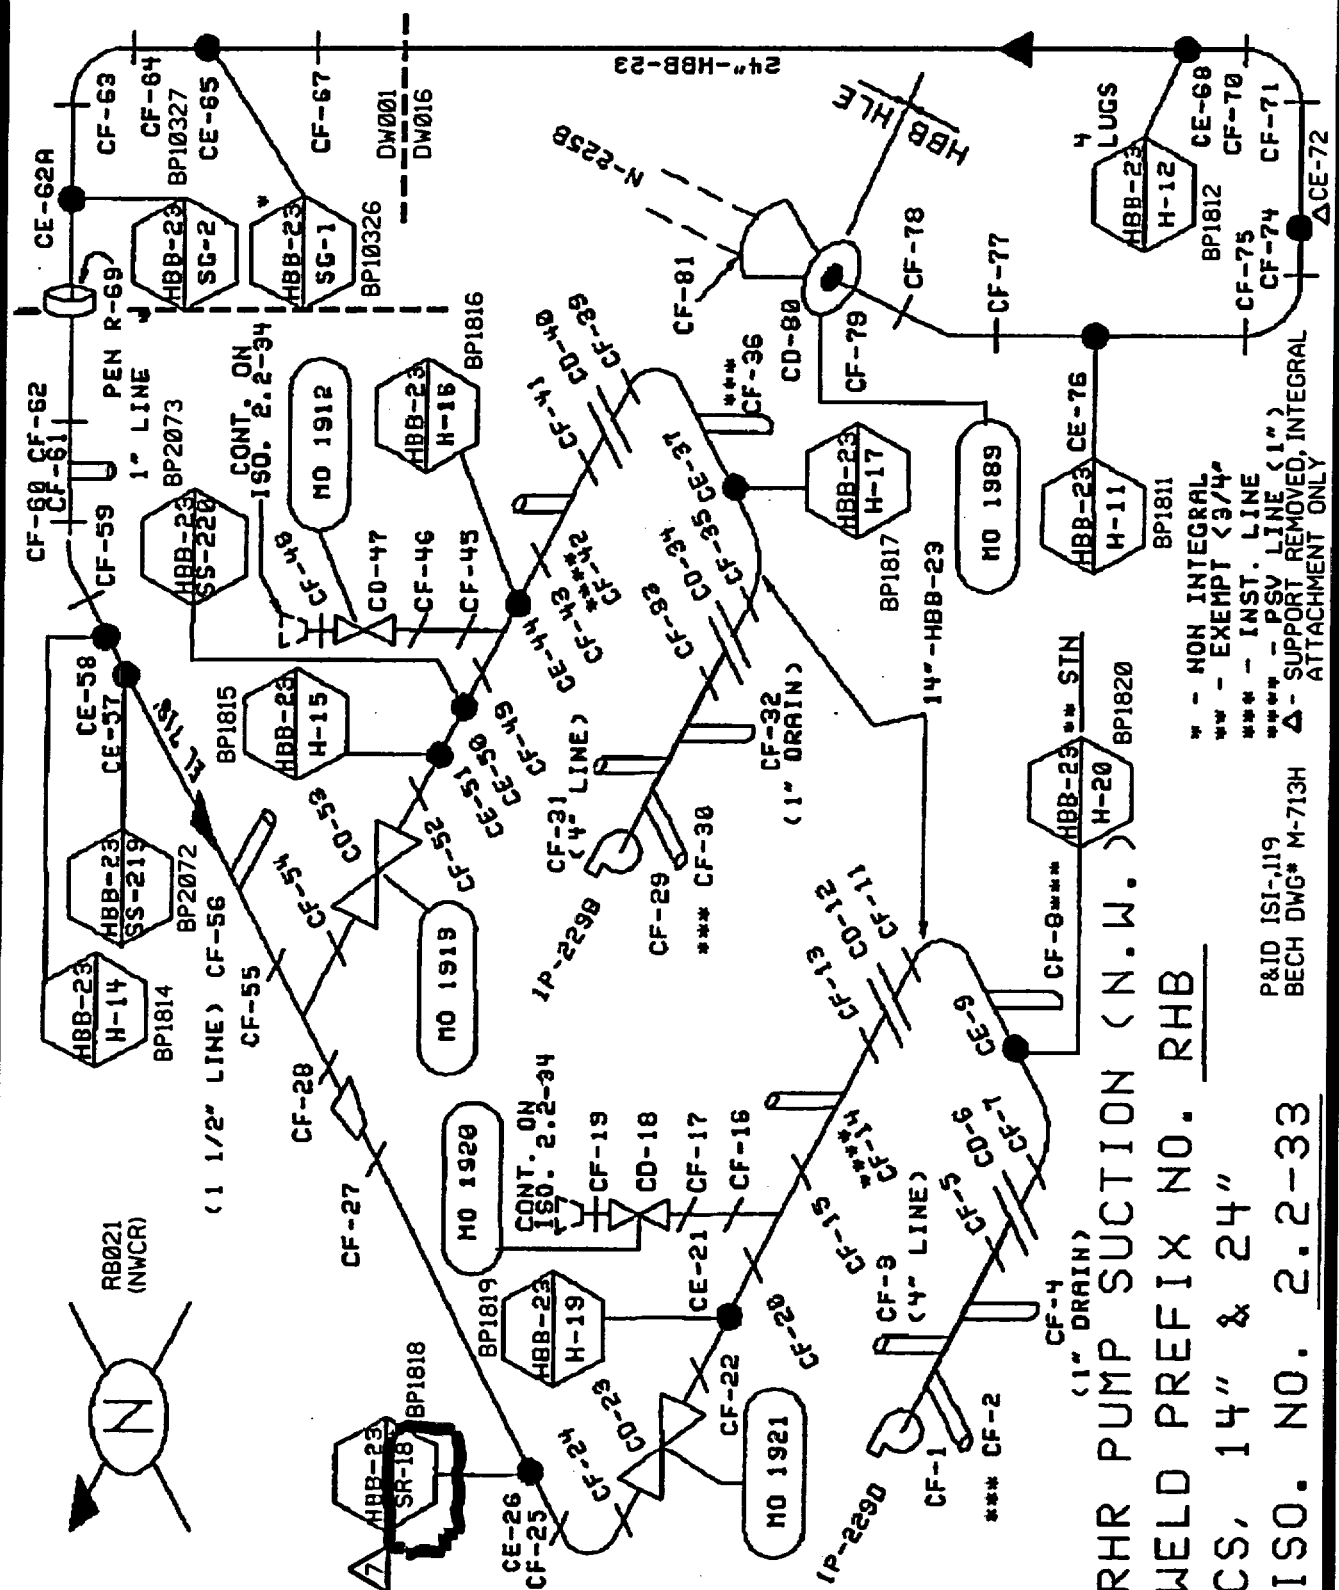 CF-60
CF-61
CF-62
CE-62A
CF-63
CF-64
BP10327
CE-65
CF-67
DW001
DW016
24"-HBB-23
CF-59
1" LINE
PEN R-69
*
HBB-23
SG-2
*
HBB-23
SG-1
BP10326
CE-58
CE-57
EL 718'
HBB-23
H-14
BP1814
HBB-23
SS-219
BP2072
HBB-23
SS-220
BP2073
CONT. ON
ISO. 2.2-34
CF-48
MO 1912
CD-47
CF-46
CF-45
HBB-23
H-16
BP1816
HBB-23
H-15
BP1815
(1 1/2" LINE) CF-56
CF-55
CF-54
CD-53
CF-52
CE-51
CE-50
CF-49
CE-44
CF-43
****
CF-42
CF-41
CD-40
CF-39
CE-37
***
CF-36
CF-35
CD-34
CF-33
CF-32
(1" DRAIN)
CF-31
(4" LINE)
*** CF-30
CF-29
1P-229B
MO 1919
HBB-23
H-17
BP1817
14"-HBB-23
N-225B
CF-81
CD-80
CF-79
CF-78
CF-77
HBB
HLE
MO 1989
CE-76
HBB-23
H-11
BP1811
4
LUGS
HBB-23
H-12
BP1812
CE-68
CF-70
CF-71
△CE-72
CF-74
CF-75
CF-28
CF-27
RB021
(NWCR)
N
7
HBB-23
SR-18
BP1818
CE-26
CF-25
CF-24
CD-23
CF-22
MO 1921
HBB-23
H-19
BP1819
CE-21
CF-20
MO 1920
CONT. ON
ISO. 2.2-34
CF-19
CD-18
CF-17
CF-16
CF-15
****
CF-14
CF-13
CD-12
CF-11
CE-9
CF-8***
HBB-23 ** STN
H-20
BP1820
CF-7
CD-6
CF-5
CF-4
(1" DRAIN)
CF-3
(4" LINE)
*** CF-2
CF-1
1P-229D
* - NON INTEGRAL
** - EXEMPT <3/4"
*** - INST. LINE
**** - PSV LINE <1">
△ - SUPPORT REMOVED, INTEGRAL
ATTACHMENT ONLY
P&ID ISI-,119
BECH DWG# M-713H
RHR PUMP SUCTION (N.W.)
WELD PREFIX NO. RHB
CS, 14" & 24"
ISO. NO. 2.2-33